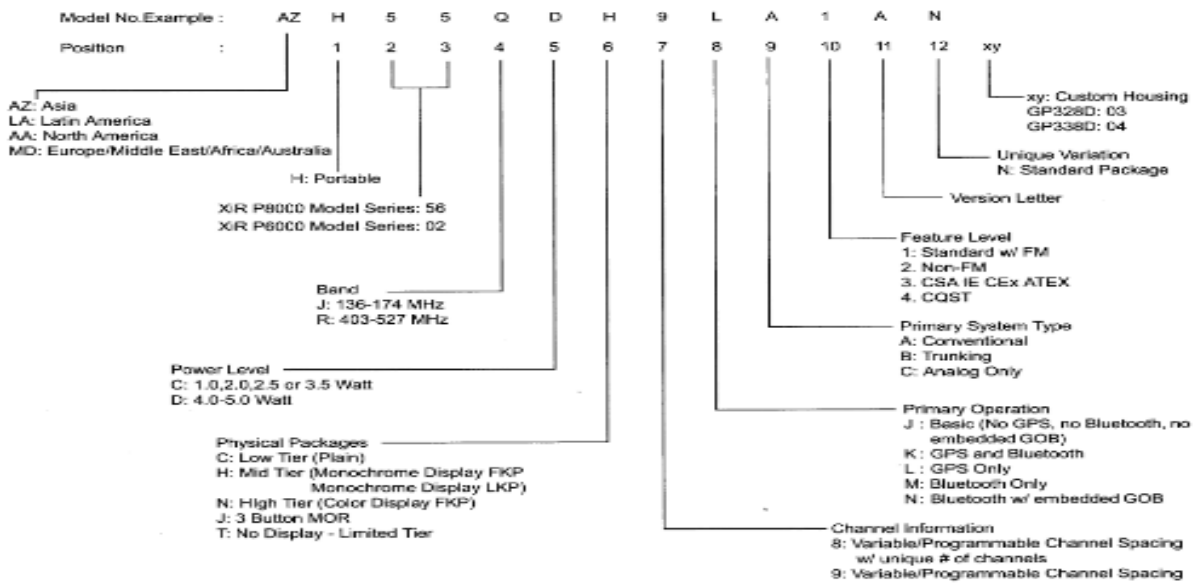 Model No.Example : AZ H 5 5 Q D H 9 L A 1 A N
Position : 1 2 3 4 5 6 7 8 9 10 11 12 xy
AZ: Asia
LA: Latin America
AA: North America
MD: Europe/Middle East/Africa/Australia
H: Portable
XiR P8000 Model Series: 56
XiR P6000 Model Series: 02
Band
J: 136-174 MHz
R: 403-527 MHz
Power Level
C: 1.0,2.0,2.5 or 3.5 Watt
D: 4.0-5.0 Watt
Physical Packages
C: Low Tier (Plain)
H: Mid Tier (Monochrome Display FKP
Monochrome Display LKP)
N: High Tier (Color Display FKP)
J: 3 Button MOR
T: No Display - Limited Tier
xy: Custom Housing
GP328D: 03
GP338D: 04
Unique Variation
N: Standard Package
Version Letter
Feature Level
1: Standard w/ FM
2. Non-FM
3. CSA IE CEx ATEX
4. CQST
Primary System Type
A: Conventional
B: Trunking
C: Analog Only
Primary Operation
J : Basic (No GPS, no Bluetooth, no
embedded GOB)
K: GPS and Bluetooth
L : GPS Only
M: Bluetooth Only
N: Bluetooth w/ embedded GOB
Channel Information
8: Variable/Programmable Channel Spacing
w/ unique # of channels
9: Variable/Programmable Channel Spacing